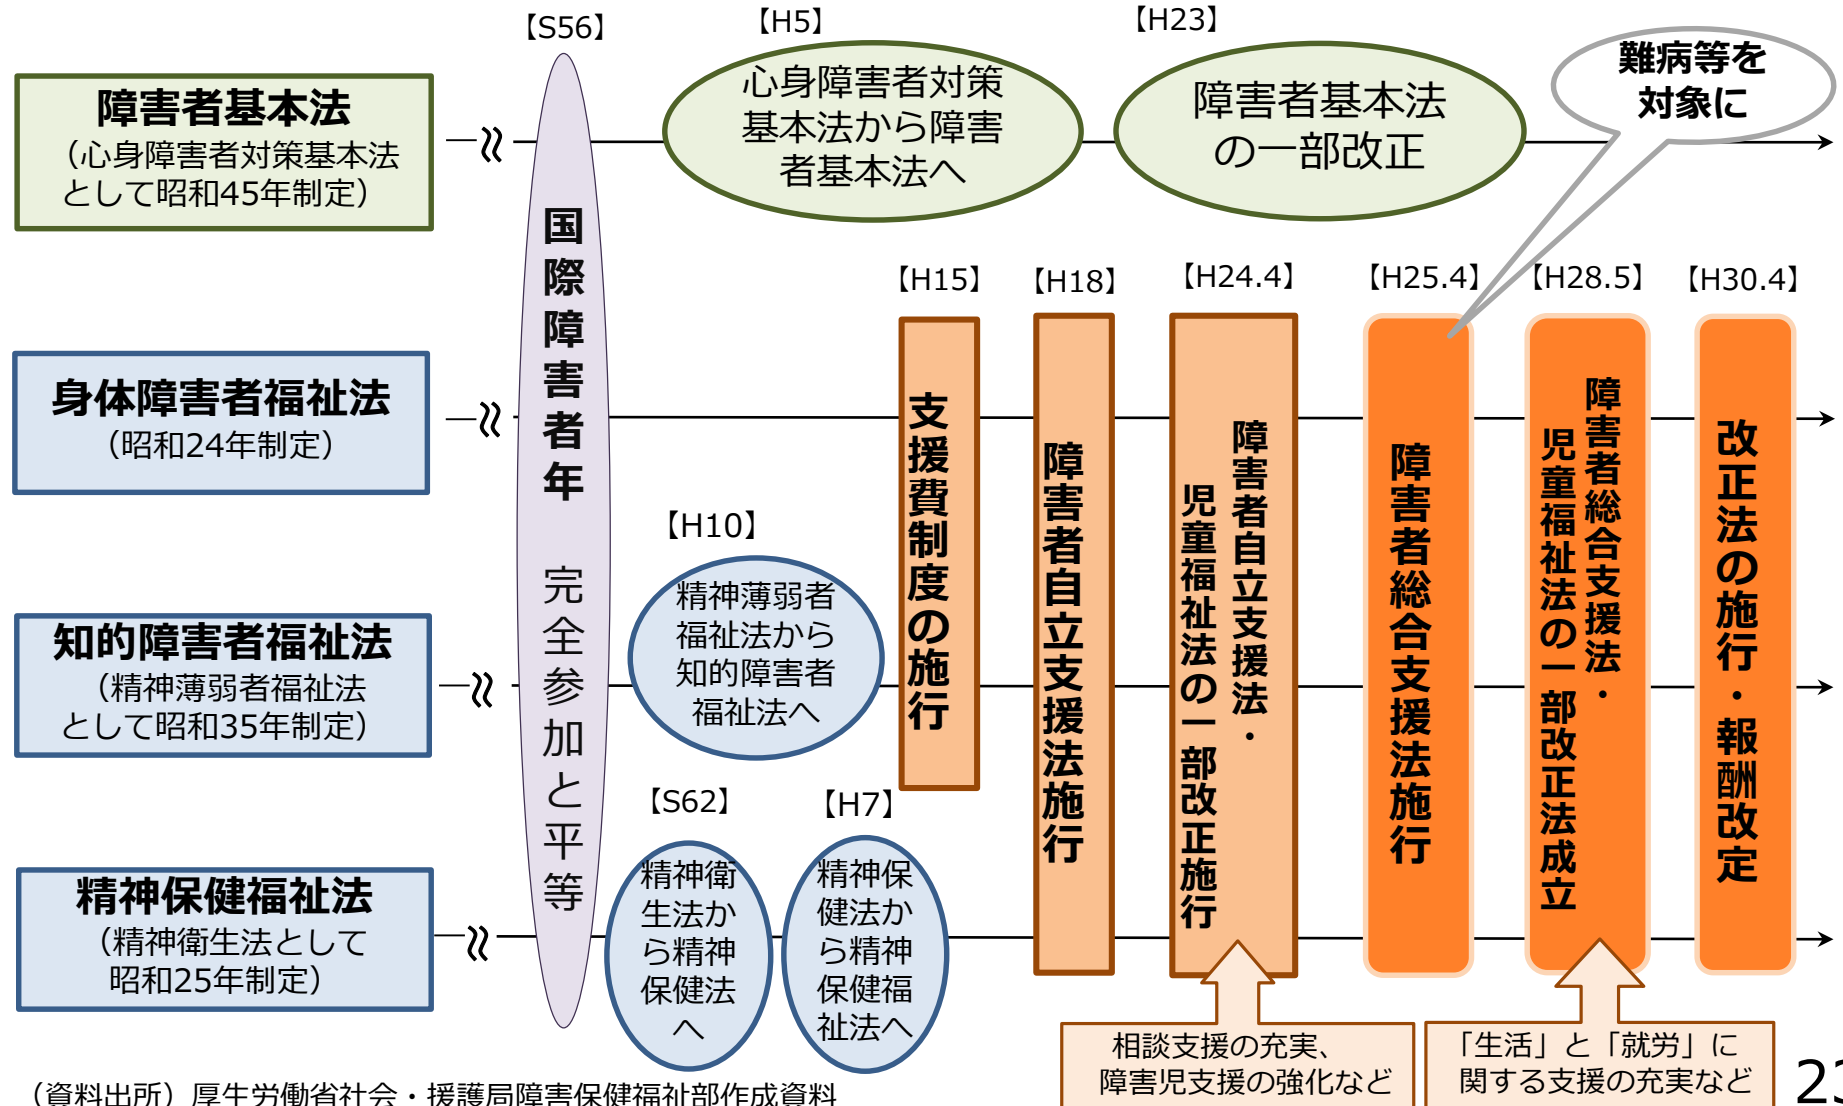 【S56】
【H5】
【H23】
難病等を
対象に
障害者基本法
（心身障害者対策基本法
として昭和45年制定）
心身障害者対策
基本法から障害
者基本法へ
障害者基本法
の一部改正
国際障害者年　完全参加と平等
【H15】
【H18】
【H24.4】
【H25.4】
【H28.5】
【H30.4】
身体障害者福祉法
（昭和24年制定）
支援費制度の施行
障害者自立支援法施行
障害者自立支援法・
児童福祉法の一部改正施行
障害者総合支援法施行
障害者総合支援法・
児童福祉法の一部改正法成立
改正法の施行・報酬改定
【H10】
精神薄弱者
福祉法から
知的障害者
福祉法へ
知的障害者福祉法
（精神薄弱者福祉法
として昭和35年制定）
【S62】
【H7】
精神衛
生法か
ら精神
保健法
へ
精神保
健法か
ら精神
保健福
祉法へ
精神保健福祉法
（精神衛生法として
昭和25年制定）
相談支援の充実、
障害児支援の強化など
「生活」と「就労」に
関する支援の充実など
（資料出所）厚生労働省社会・援護局障害保健福祉部作成資料
23